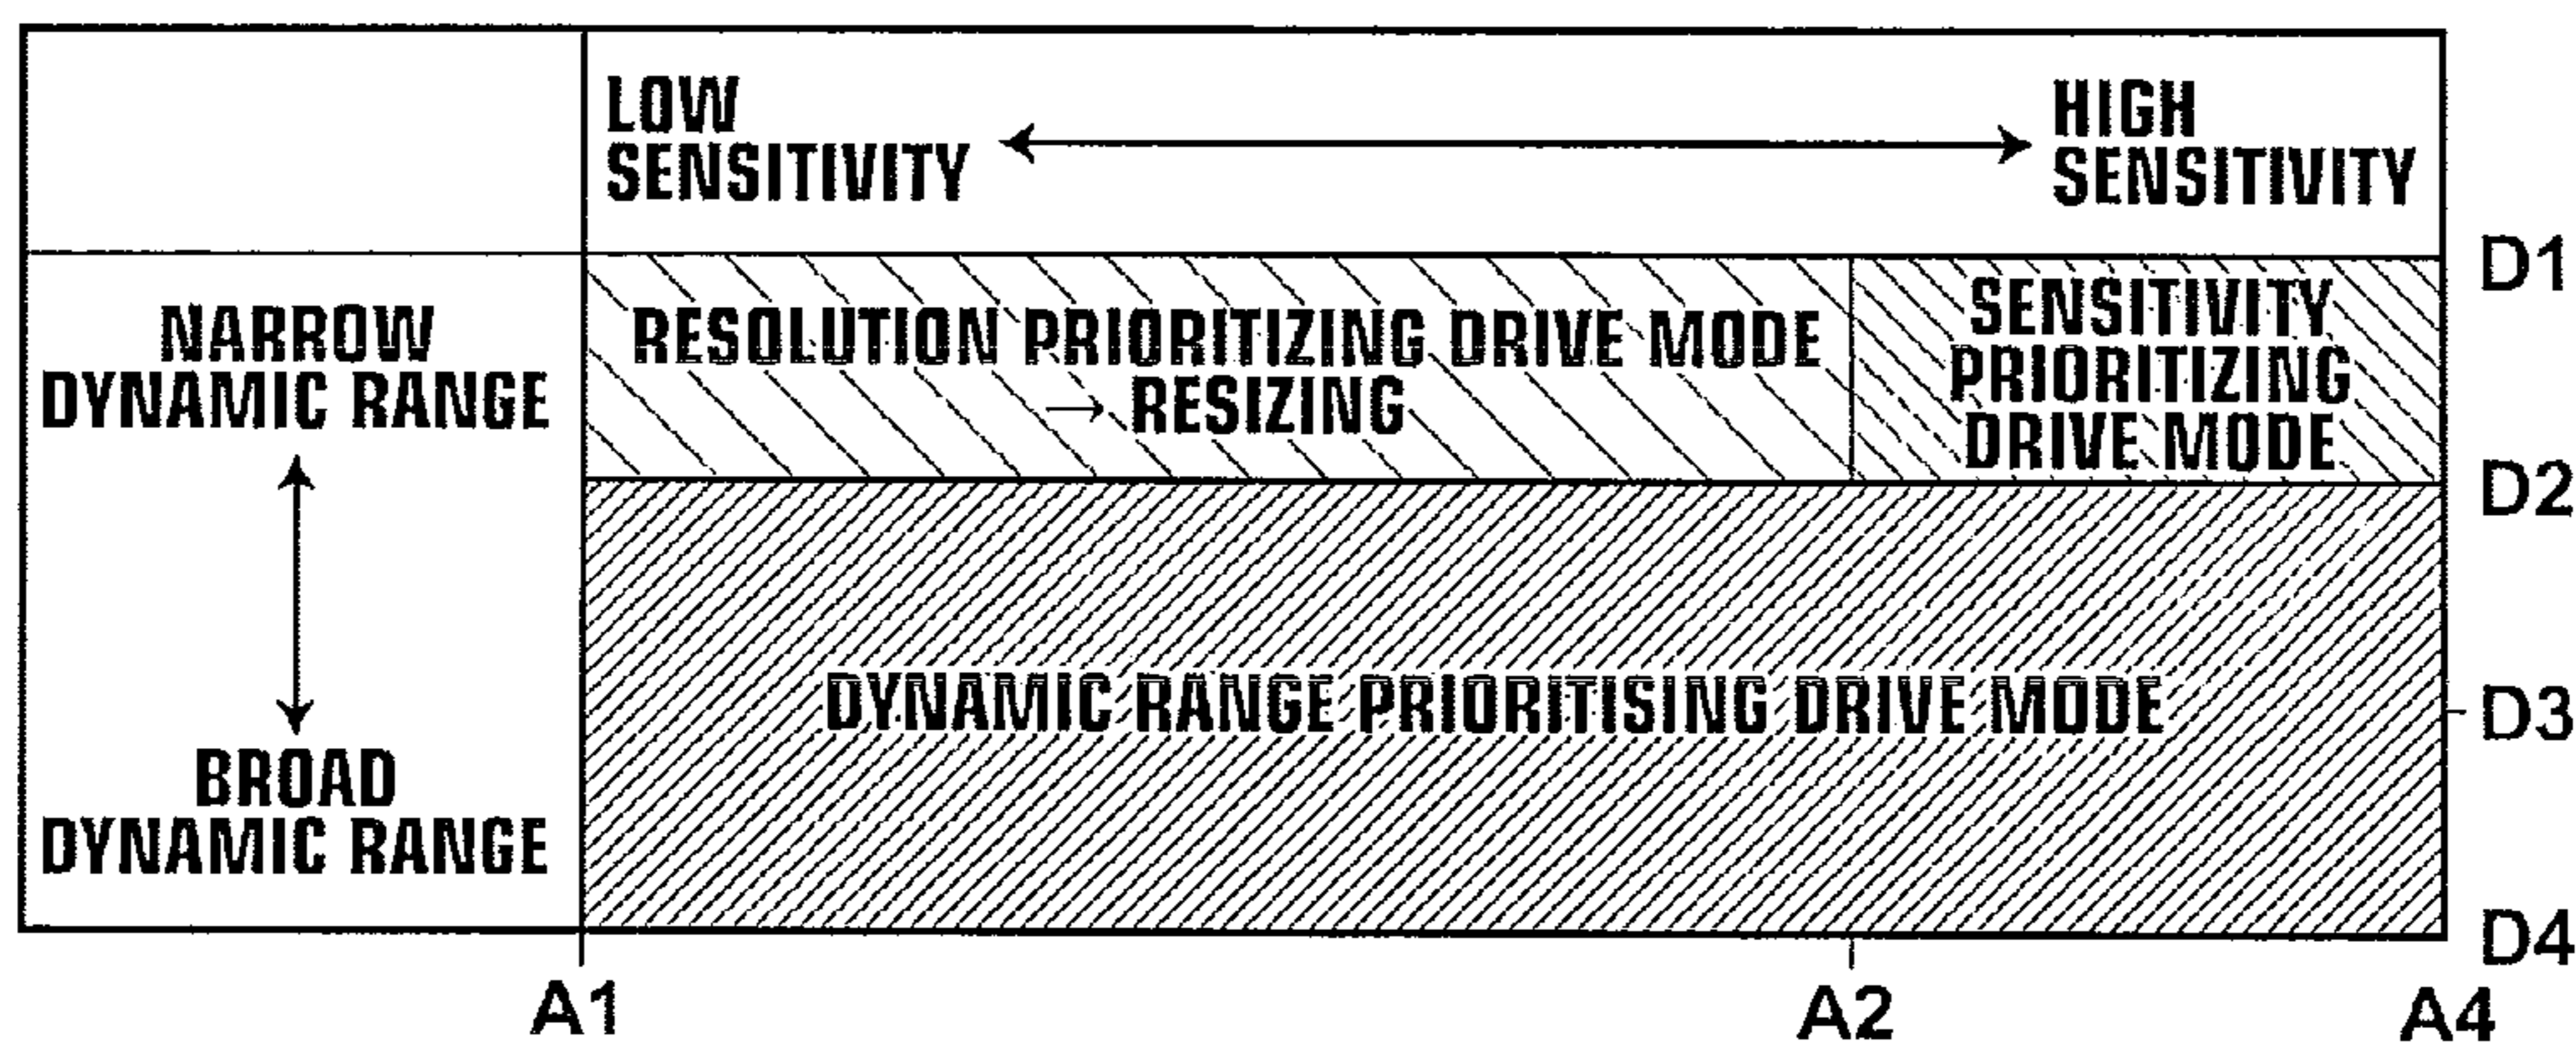 LOW
SENSITIVITY
HIGH
SENSITIVITY
D1
NARROW
DYNAMIC RANGE
RESOLUTION PRIORITIZING DRIVE MODE
→ RESIZING
SENSITIVITY
PRIORITIZING
DRIVE MODE
D2
DYNAMIC RANGE PRIORITISING DRIVE MODE
D3
BROAD
DYNAMIC RANGE
D4
A1
A2
A4